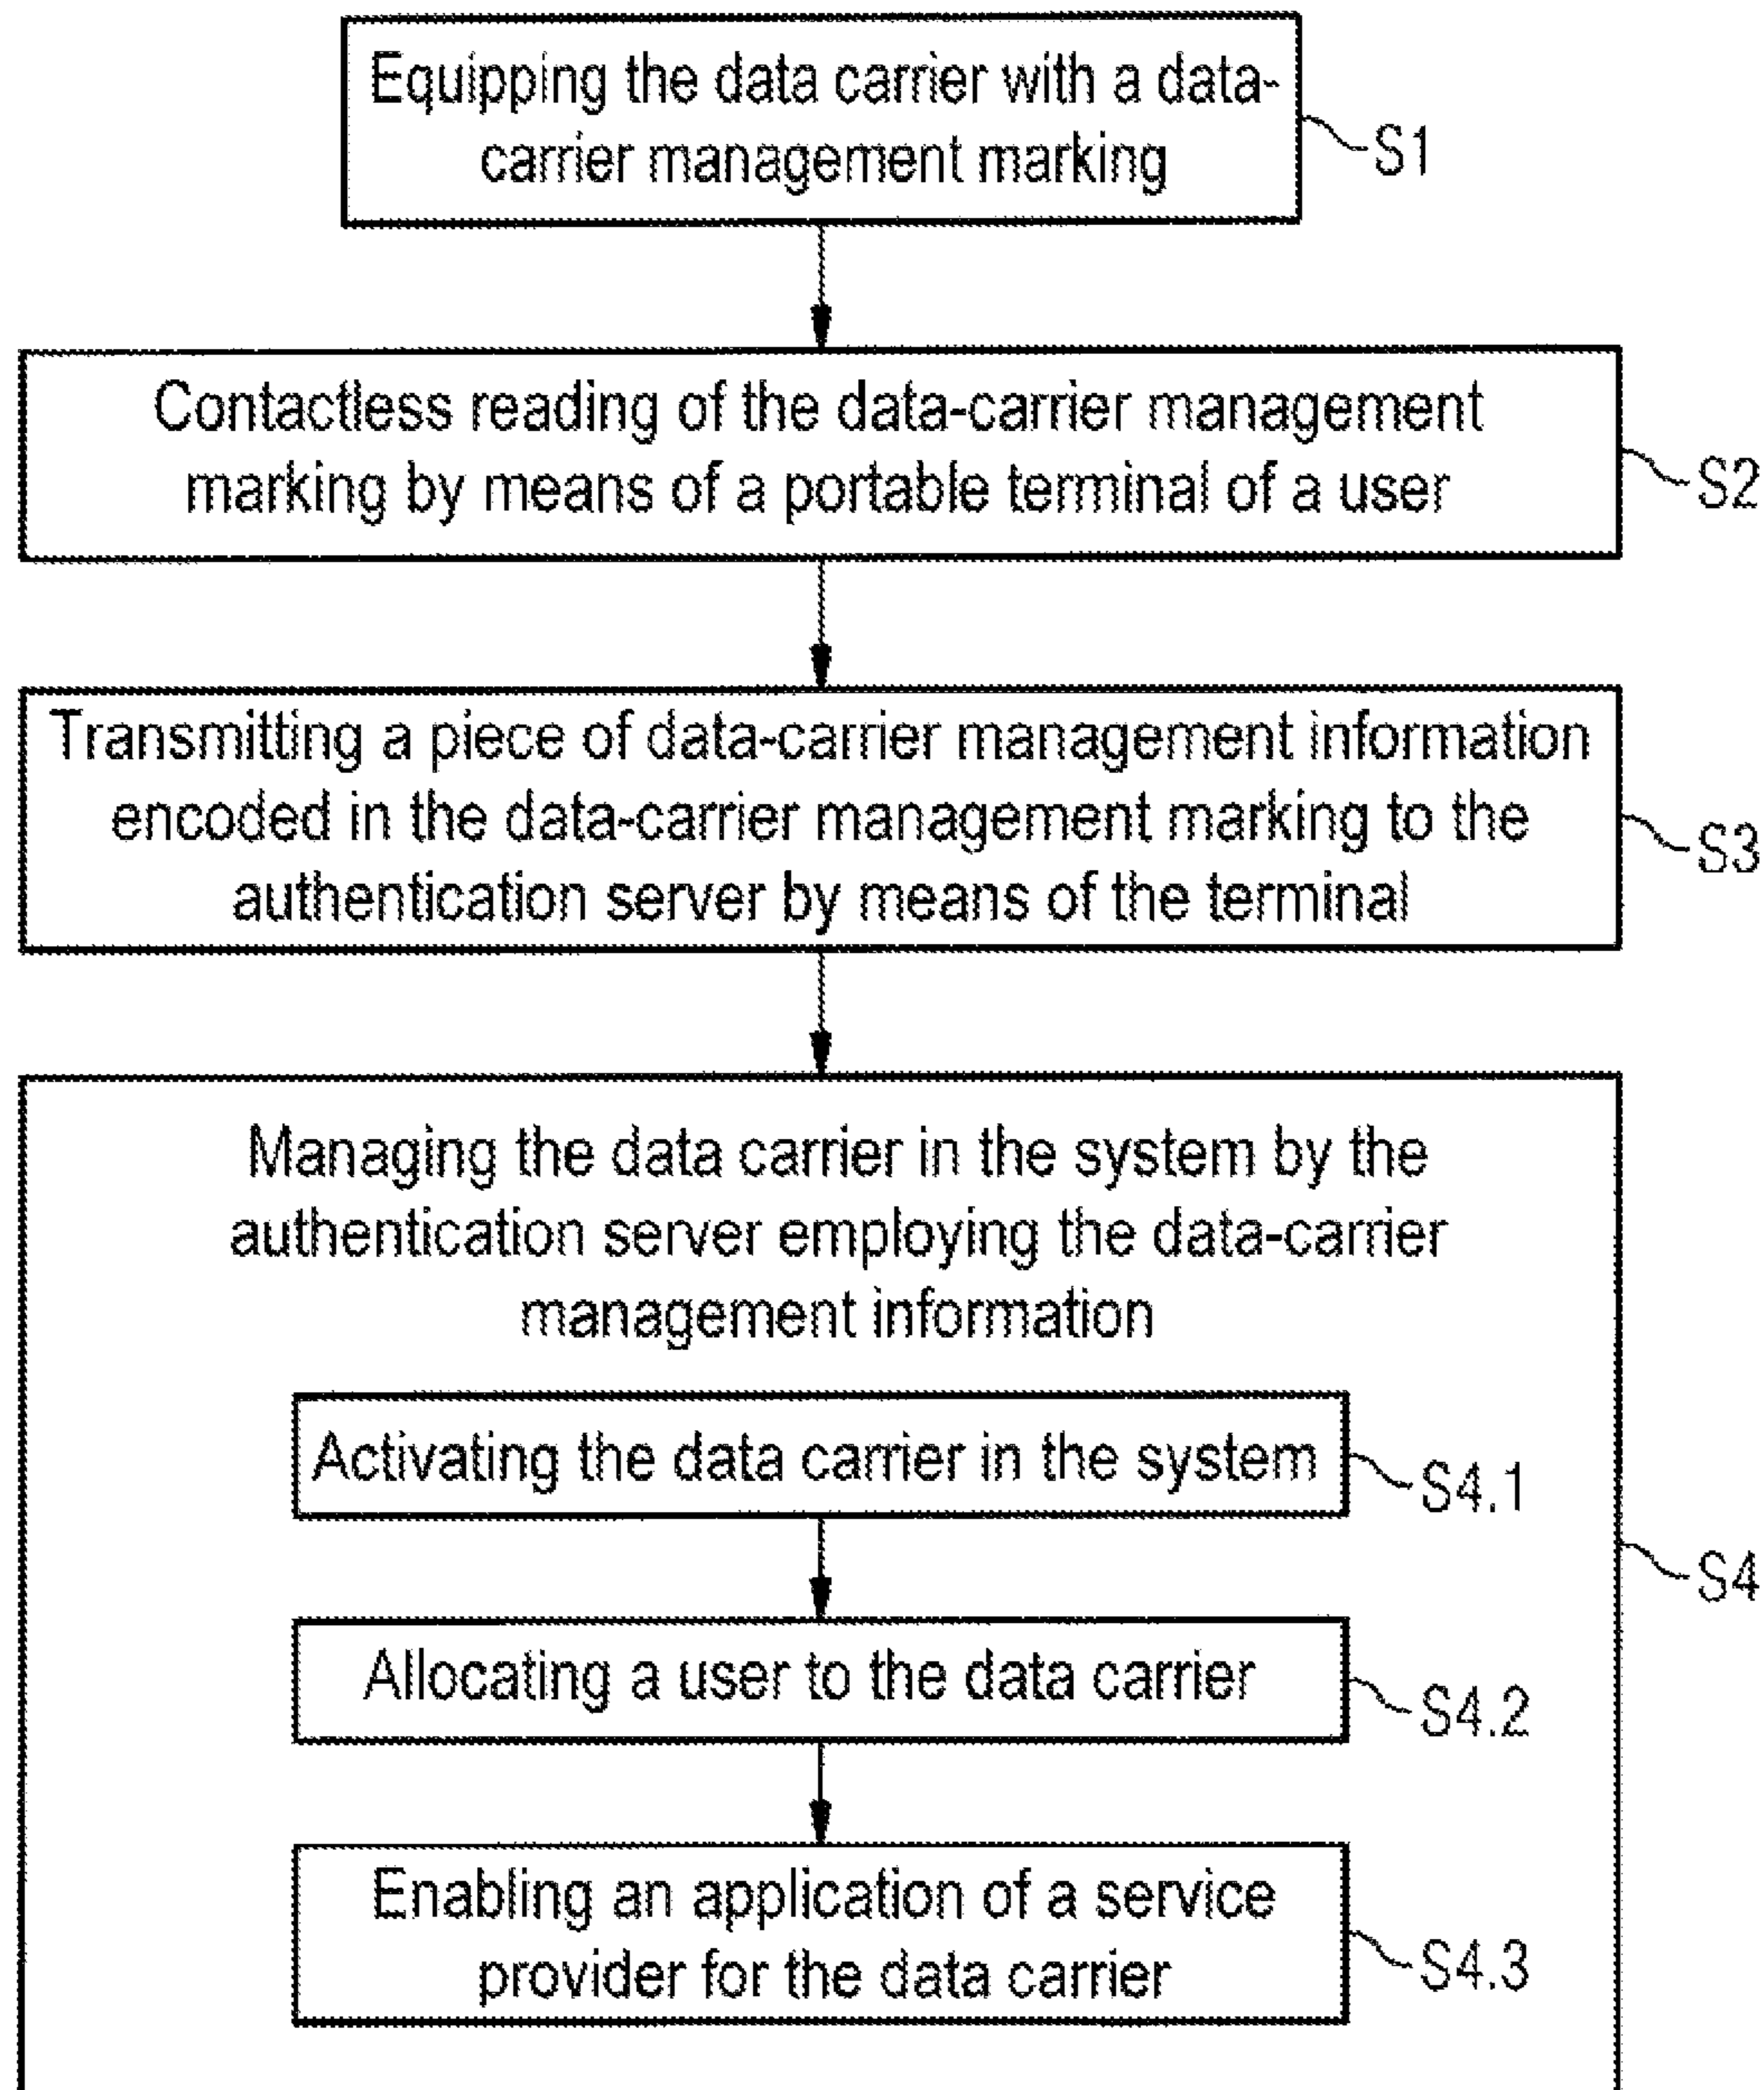 Equipping the data carrier with a data-
carrier management marking
S1
Contactless reading of the data-carrier management
marking by means of a portable terminal of a user
S2
Transmitting a piece of data-carrier management information
encoded in the data-carrier management marking to the
authentication server by means of the terminal
S3
Managing the data carrier in the system by the
authentication server employing the data-carrier
management information
Activating the data carrier in the system
S4.1
S4
Allocating a user to the data carrier
S4.2
Enabling an application of a service
provider for the data carrier
S4.3